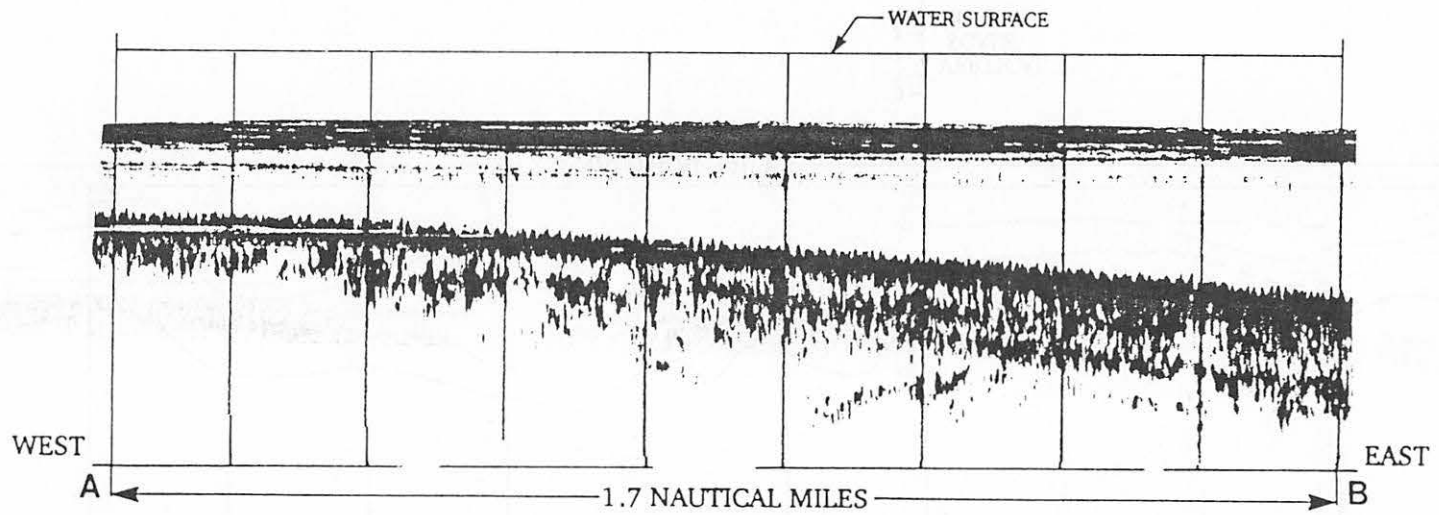 WATER SURFACE
WEST
EAST
A
1.7 NAUTICAL MILES
B